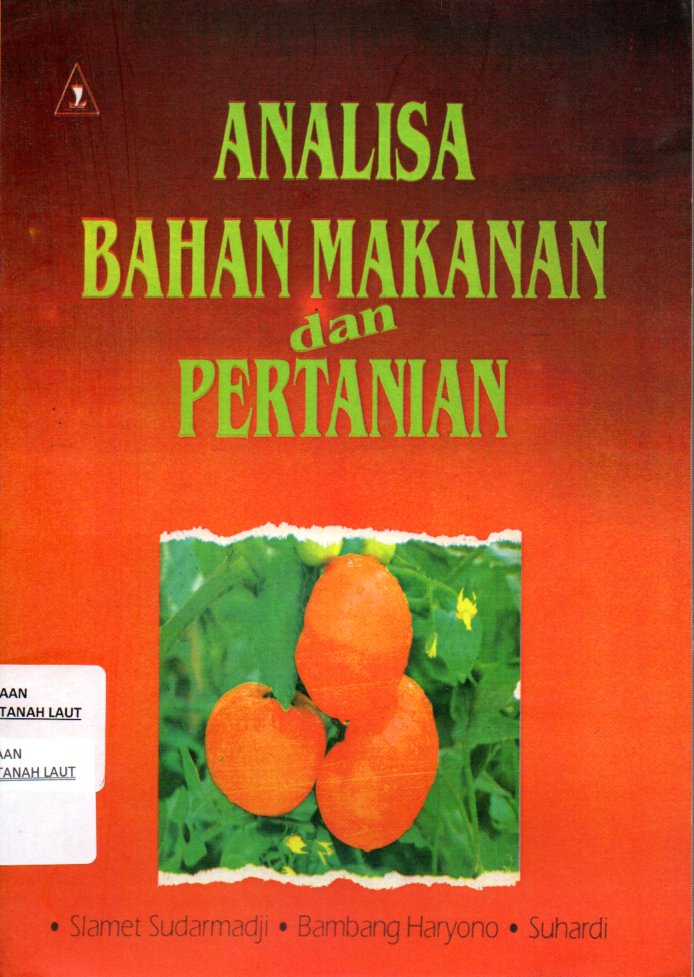 ANALISA
BAHAN MAKANAN
dan
PERTANIAN
AAN
TANAH LAUT
AAN
TANAH LAUT
• Slamet Sudarmadji • Bambang Haryono • Suhardi